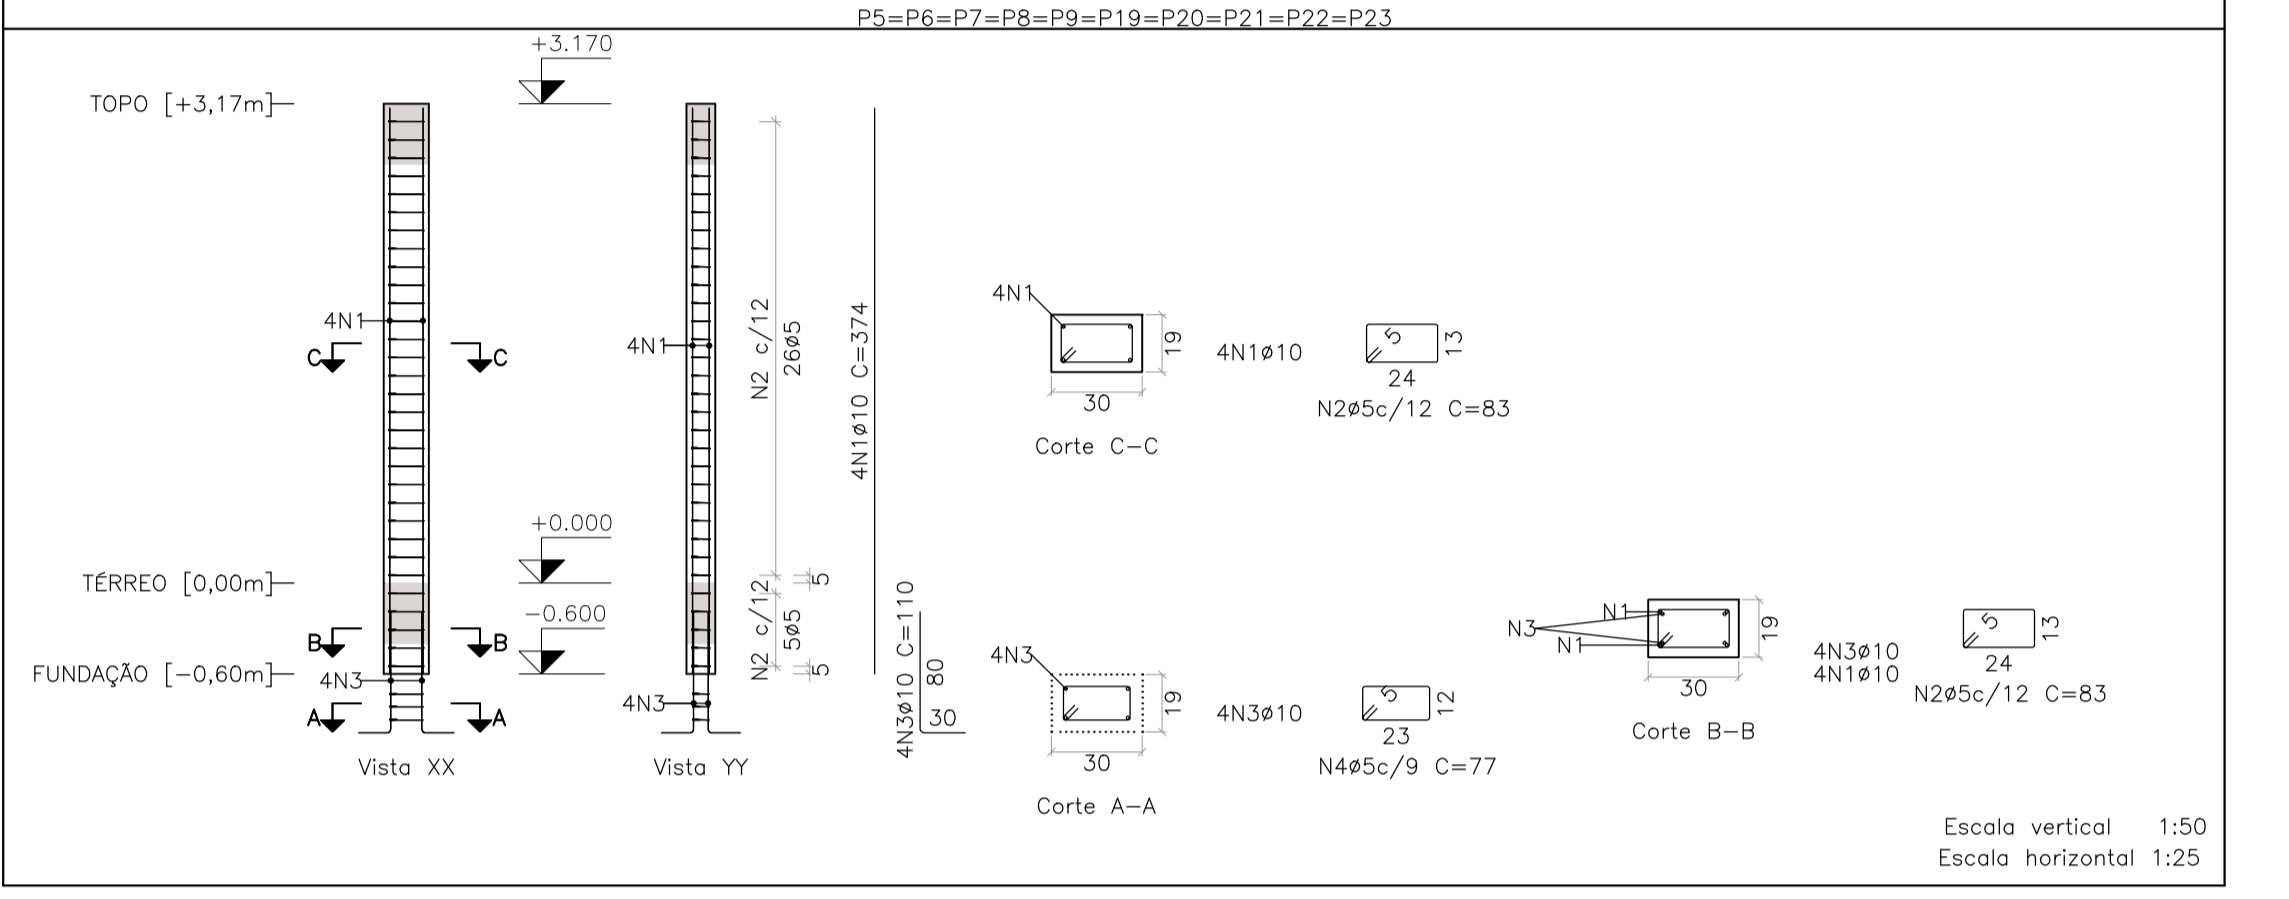 P5=P6=P7=P8=P9=P19=P20=P21=P22=P23
+3.170
TOPO [+3,17m]
4N1
C
C
4N1
N2 c/12
26ø5
4N1ø10 C=374
4N1
19
30
Corte C-C
4N1ø10
5
13
24
N2ø5c/12 C=83
+0.000
TÉRREO [0,00m]
-0.600
B
B
FUNDAÇÃO [-0,60m]
4N3
A
A
4N3
Vista XX
Vista YY
5
N2 c/12
5ø5
5
4N3ø10 C=110
80
30
4N3
19
30
Corte A-A
4N3ø10
5
12
23
N4ø5c/9 C=77
N1
N3
N1
19
30
Corte B-B
4N3ø10
4N1ø10
5
13
24
N2ø5c/12 C=83
Escala vertical 1:50
Escala horizontal 1:25